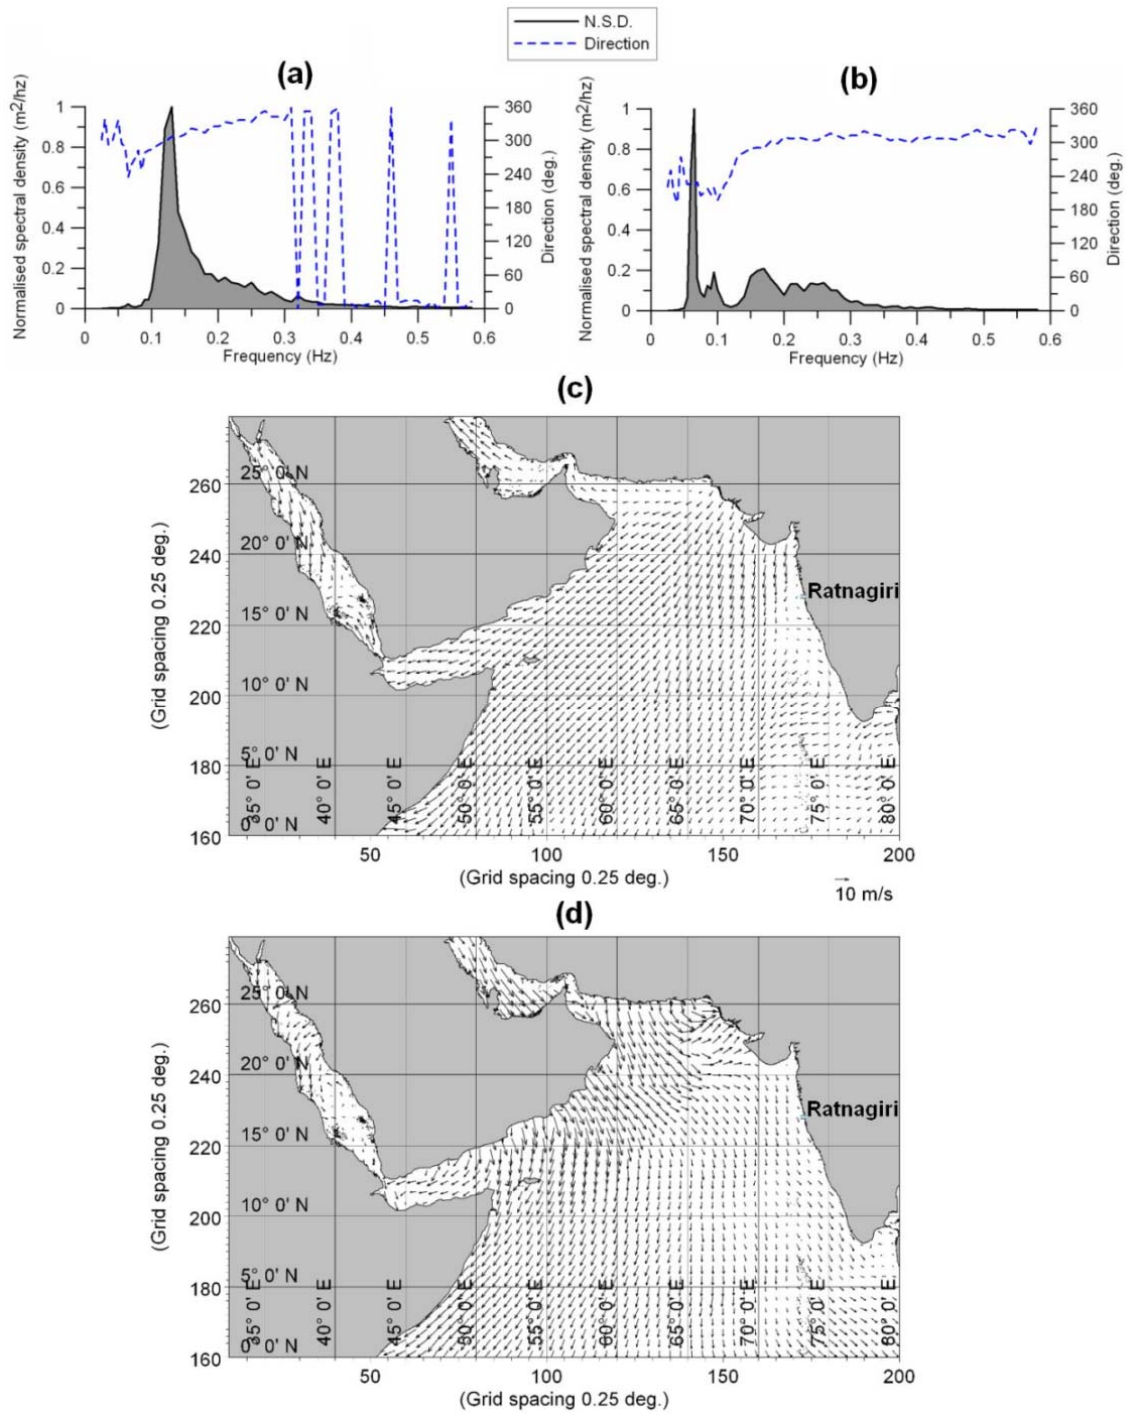 N.S.D.
Direction
(a)
Normalised spectral density (m2/hz)
1
0.8
0.6
0.4
0.2
0
360
300
240
180
120
60
0
Direction (deg.)
0
0.1
0.2
0.3
0.4
0.5
0.6
Frequency (Hz)
(b)
Normalised spectral density (m2/hz)
1
0.8
0.6
0.4
0.2
0
360
300
240
180
120
60
0
Direction (deg.)
0
0.1
0.2
0.3
0.4
0.5
0.6
Frequency (Hz)
(c)
(Grid spacing 0.25 deg.)
260
240
220
200
180
160
25° 0' N
20° 0' N
15° 0' N
10° 0' N
5° 0' N
0° 0' N
35° 0' E
40° 0' E
45° 0' E
50° 0' E
55° 0' E
60° 0' E
65° 0' E
70° 0' E
75° 0' E
80° 0' E
Ratnagiri
50
100
150
200
(Grid spacing 0.25 deg.)
10 m/s
(d)
(Grid spacing 0.25 deg.)
260
240
220
200
180
160
25° 0' N
20° 0' N
15° 0' N
10° 0' N
5° 0' N
0° 0' N
35° 0' E
40° 0' E
45° 0' E
50° 0' E
55° 0' E
60° 0' E
65° 0' E
70° 0' E
75° 0' E
80° 0' E
Ratnagiri
50
100
150
200
(Grid spacing 0.25 deg.)